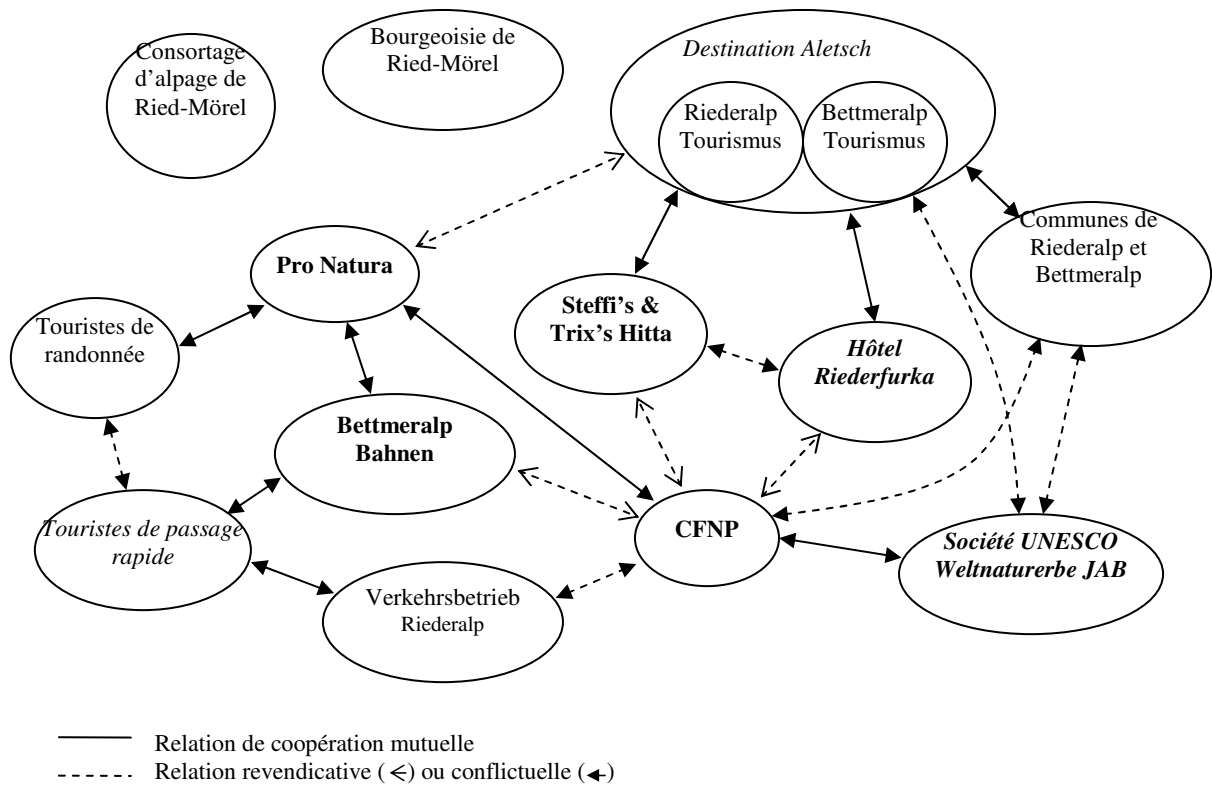 Consortage
d'alpage de
Ried-Mörel
Bourgeoisie de
Ried-Mörel
Destination Aletsch
Riederalp
Tourismus
Bettmeralp
Tourismus
Communes de
Riederalp et
Bettmeralp
Pro Natura
Steffi's &
Trix's Hitta
Touristes de
randonnée
Hôtel
Riederfurka
Bettmeralp
Bahnen
Touristes de passage
rapide
CFNP
Société UNESCO
Weltnaturerbe JAB
Verkehrsbetrieb
Riederalp
Relation de coopération mutuelle
Relation revendicative ( ) ou conflictuelle ( )